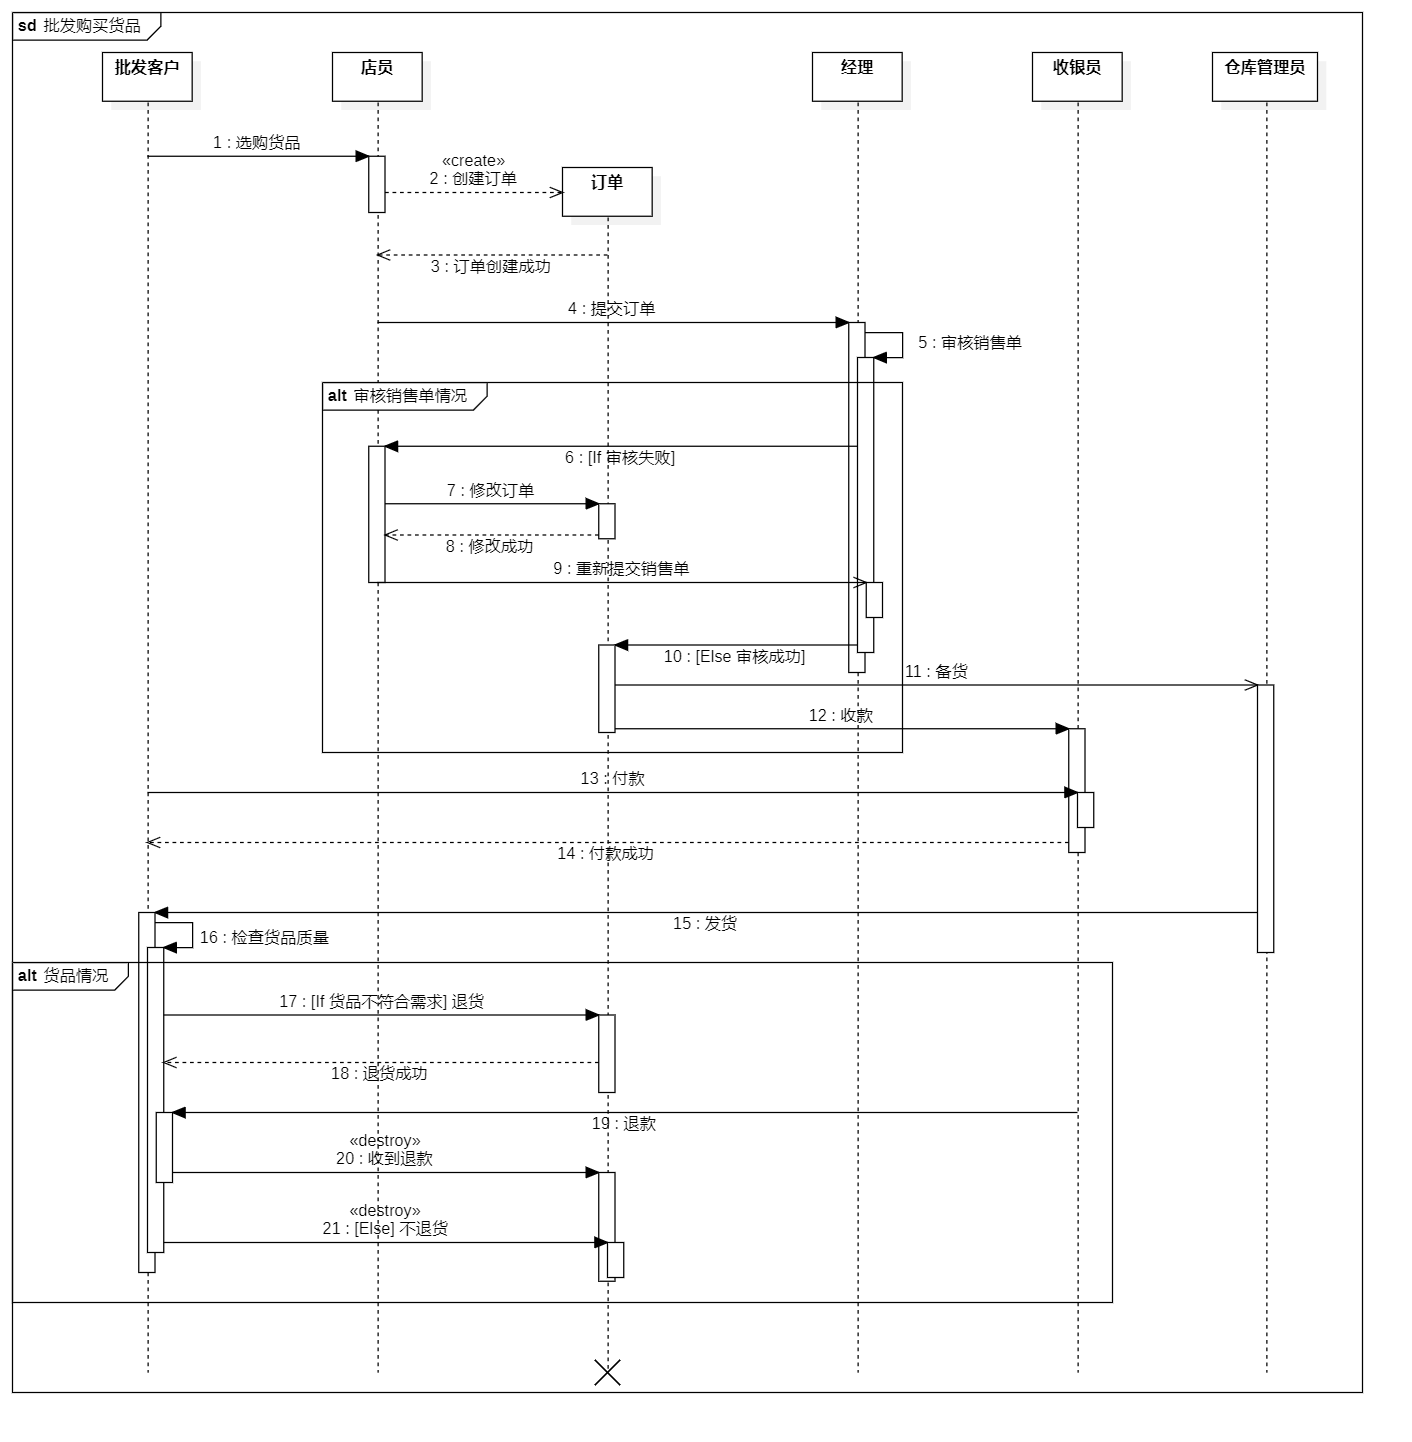 sd 批发购买货品
批发客户
店员
经理
收银员
仓库管理员
1 : 选购货品
«create»
2 : 创建订单
订单
3 : 订单创建成功
4 : 提交订单
5 : 审核销售单
alt 审核销售单情况
6 : [If 审核失败]
7 : 修改订单
8 : 修改成功
9 : 重新提交销售单
10 : [Else 审核成功]
11 : 备货
12 : 收款
13 : 付款
14 : 付款成功
15 : 发货
16 : 检查货品质量
alt 货品情况
17 : [If 货品不符合需求] 退货
18 : 退货成功
19 : 退款
«destroy»
20 : 收到退款
«destroy»
21 : [Else] 不退货